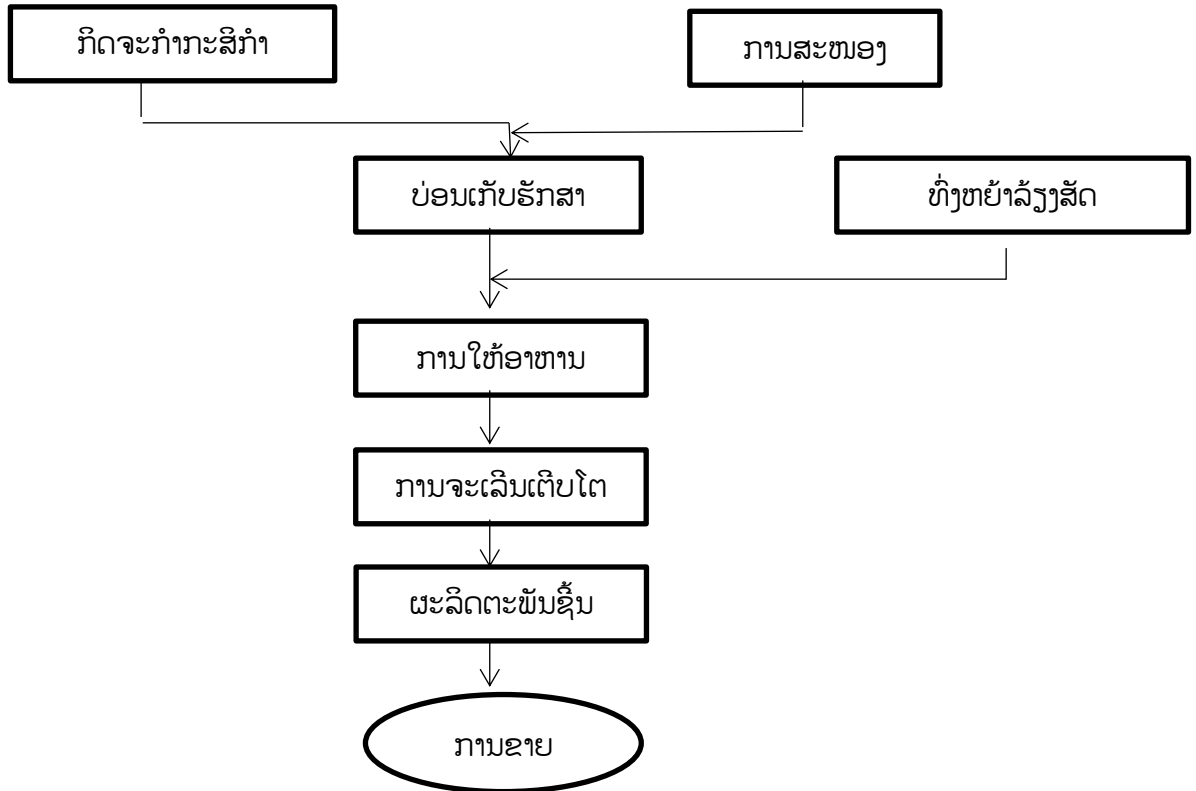 ກິດຈະກຳກະສິກຳ
ການສະໜອງ
ບ່ອນເກັບຮັກສາ
ທົ່ງຫຍ້າລ້ຽງສັດ
ການໃຫ້ອາຫານ
ການຈະເລີນເຕີບໂຕ
ຜະລິດຕະພັນຊີ້ນ
ການຂາຍ